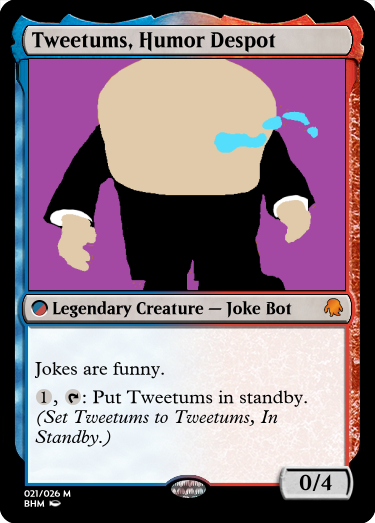 Tweetums, Humor Despot
Legendary Creature — Joke Bot
Jokes are funny.
1, : Put Tweetums in standby.
(Set Tweetums to Tweetums, In
Standby.)
0/4
021/026 M
BHM